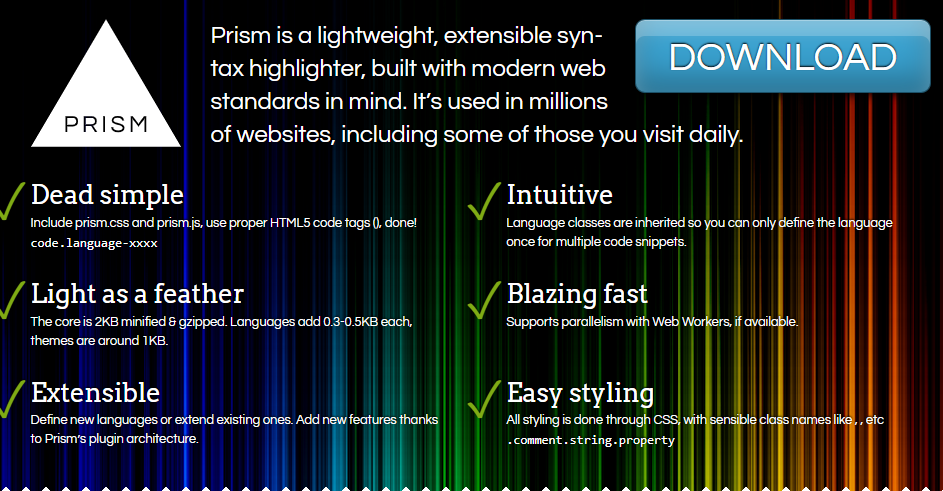 PRISM
Prism is a lightweight, extensible syn-
tax highlighter, built with modern web
standards in mind. It’s used in millions
of websites, including some of those you visit daily.
DOWNLOAD
Dead simple
Include prism.css and prism.js, use proper HTML5 code tags (), done!
code.language-xxxx
Intuitive
Language classes are inherited so you can only define the language
once for multiple code snippets.
Light as a feather
The core is 2KB minified & gzipped. Languages add 0.3-0.5KB each,
themes are around 1KB.
Blazing fast
Supports parallelism with Web Workers, if available.
Extensible
Define new languages or extend existing ones. Add new features thanks
to Prism’s plugin architecture.
Easy styling
All styling is done through CSS, with sensible class names like , , etc
.comment.string.property